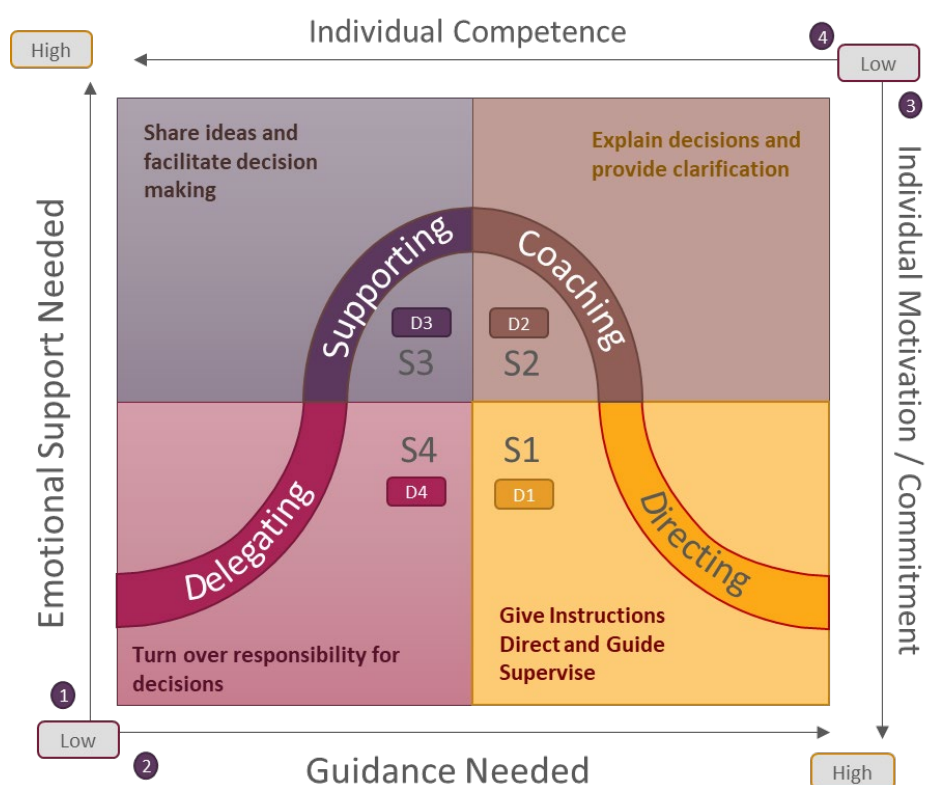 Individual Competence
High
4
Low
3
Share ideas and
facilitate decision
making
Explain decisions and
provide clarification
Supporting
Coaching
D3
D2
S3
S2
Emotional Support Needed
Individual Motivation / Commitment
S4
S1
D4
D1
Delegating
Directing
Give Instructions
Direct and Guide
Supervise
Turn over responsibility for
decisions
1
Low
2
Guidance Needed
High